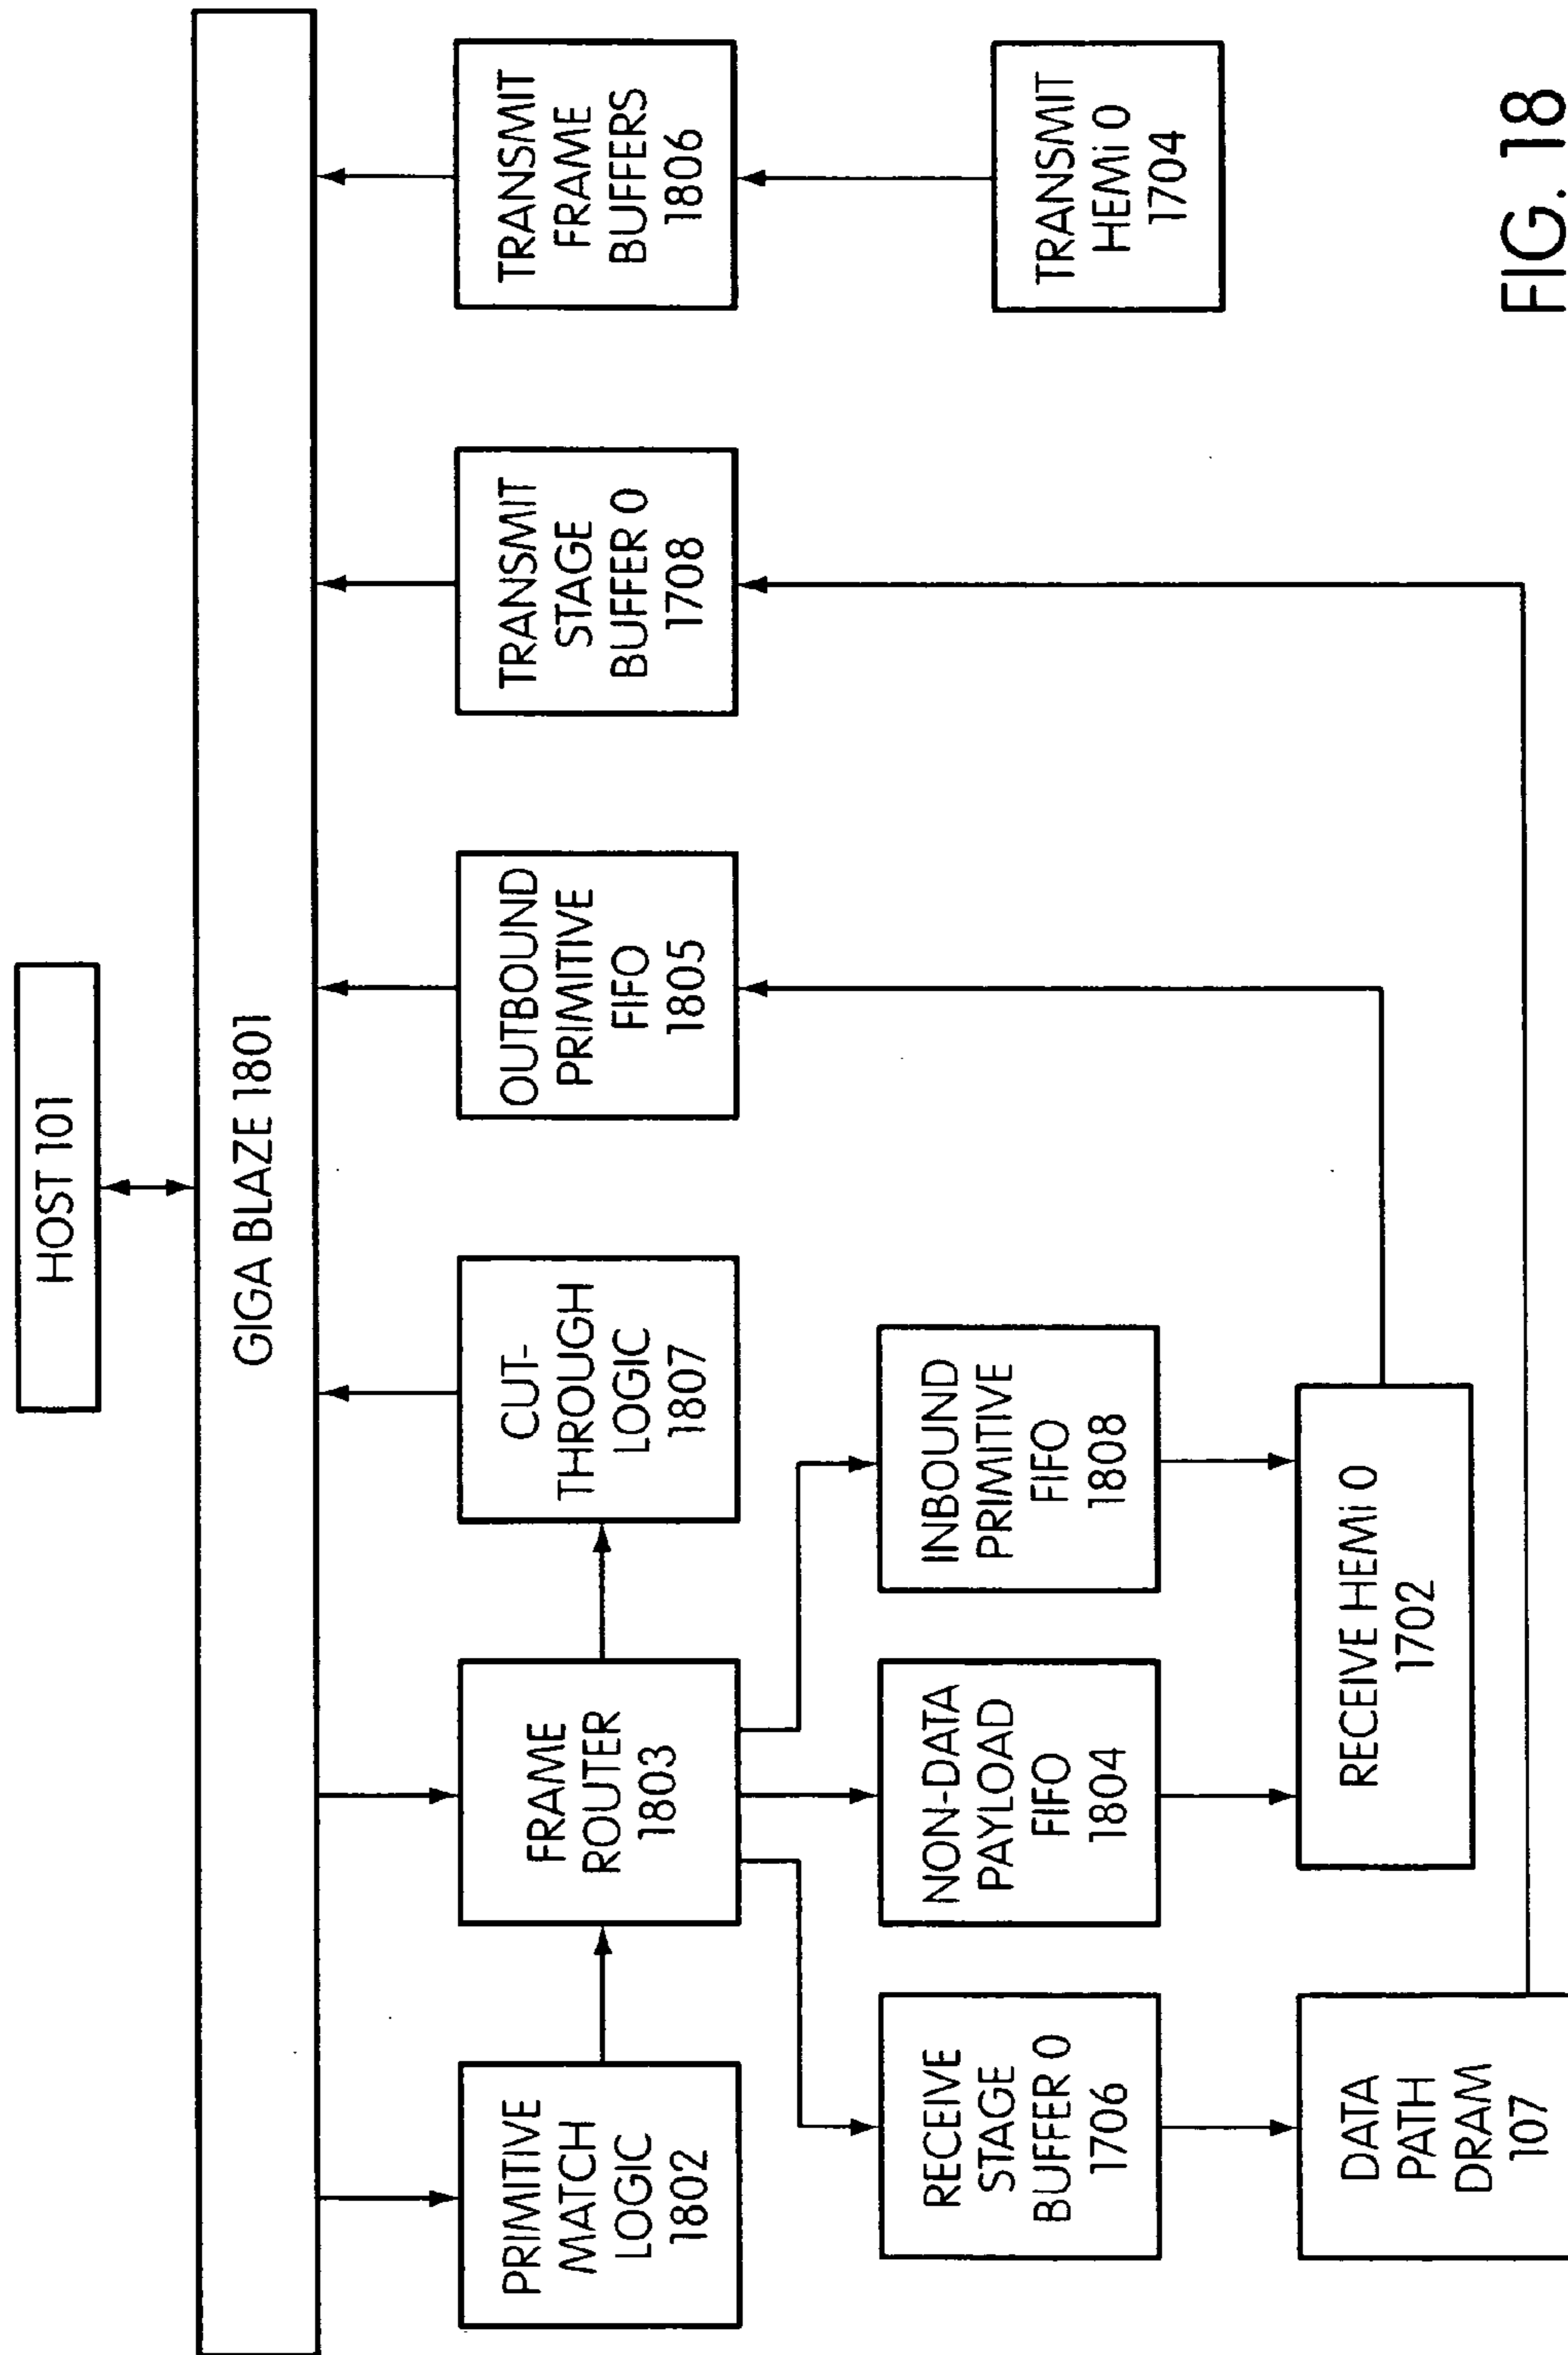 HOST 101
GIGA BLAZE 1801
PRIMITIVE
MATCH
LOGIC
1802
FRAME
ROUTER
1803
CUT-
THROUGH
LOGIC
1807
OUTBOUND
PRIMITIVE
FIFO
1805
TRANSMIT
STAGE
BUFFER 0
1708
TRANSMIT
FRAME
BUFFERS
1806
RECEIVE
STAGE
BUFFER 0
1706
NON-DATA
PAYLOAD
FIFO
1804
INBOUND
PRIMITIVE
FIFO
1808
TRANSMIT
HEMi 0
1704
DATA
PATH
DRAM
107
RECEIVE HEMi 0
1702
FIG. 18